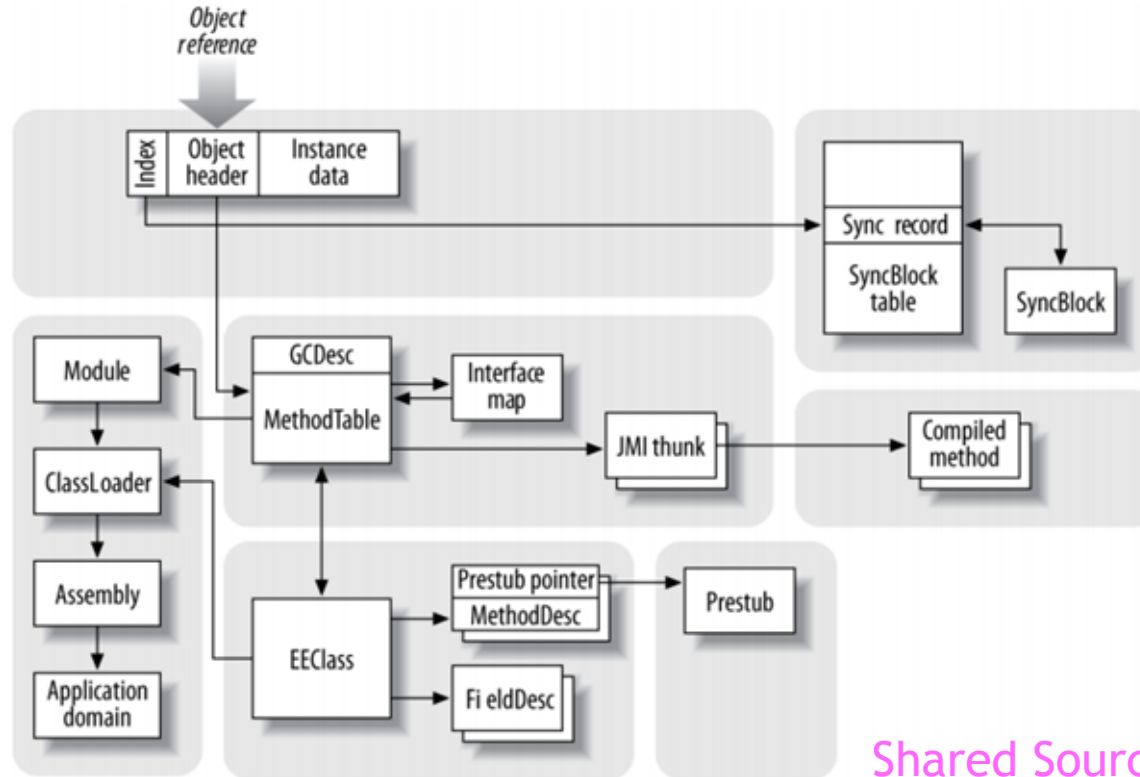 Object
reference
Index
Object
header
Instance
data
Sync record
SyncBlock
table
SyncBlock
Module
ClassLoader
Assembly
Application
domain
GCDesc
MethodTable
Interface
map
JMI thunk
Compiled
method
EEClass
Prestub pointer
MethodDesc
Fi eldDesc
Prestub
Shared Sourc